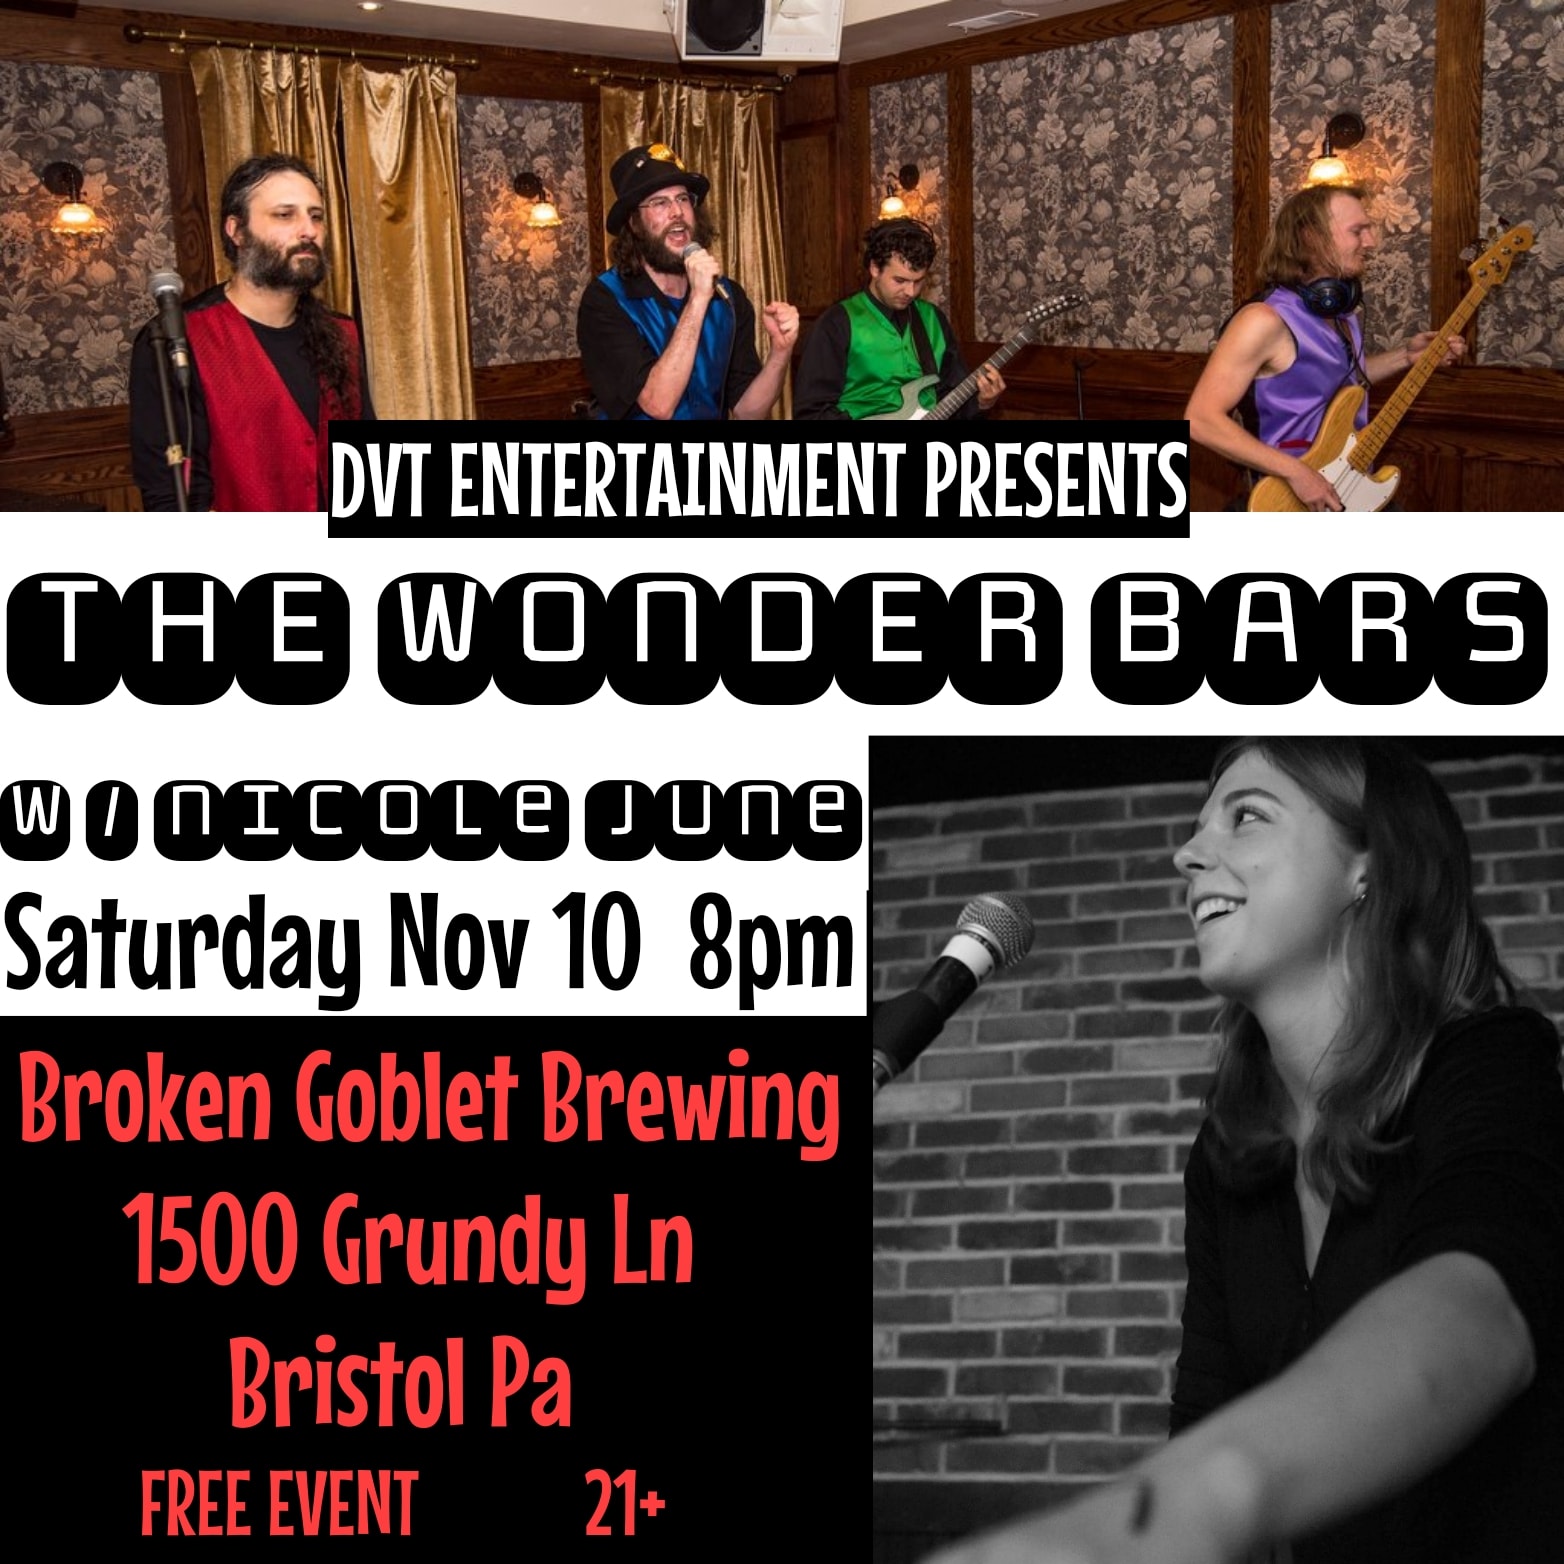 DVT ENTERTAINMENT PRESENTS
THE WONDER BARS
W/ NICOLe JUNe
Saturday Nov 10 8pm
Broken Goblet Brewing
1500 Grundy Ln
Bristol Pa
FREE EVENT 21+